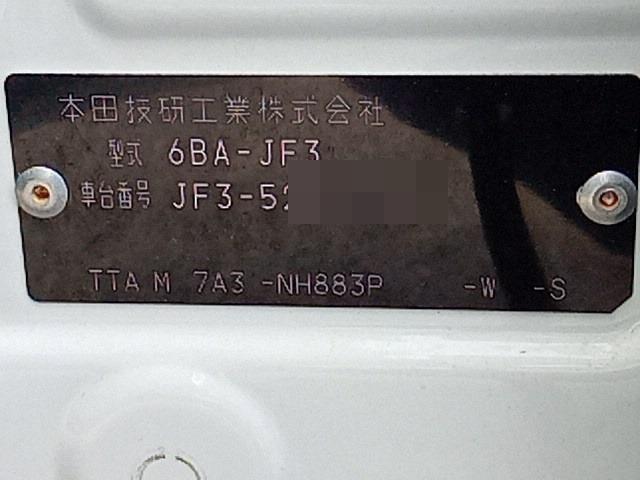 本田技研工業株式会社
型式 6BA-JF3
車台番号 JF3-52
TTA M 7A3 -NH883P -W -S